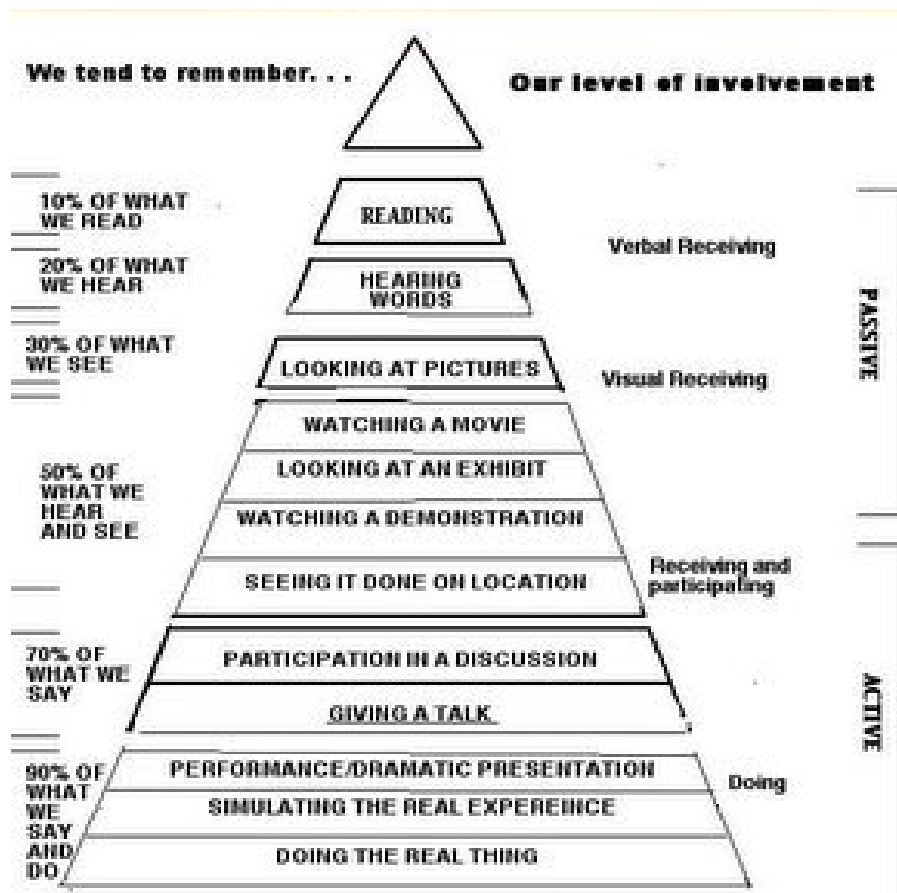 We tend to remember. . .
Our level of involvement
10% OF WHAT
WE READ
READING
Verbal Receiving
20% OF WHAT
WE HEAR
HEARING
WORDS
PASSIVE
30% OF WHAT
WE SEE
LOOKING AT PICTURES
Visual Receiving
WATCHING A MOVIE
50% OF
WHAT WE
HEAR
AND SEE
LOOKING AT AN EXHIBIT
WATCHING A DEMONSTRATION
SEEING IT DONE ON LOCATION
Receiving and
participating
70% OF
WHAT WE
SAY
PARTICIPATION IN A DISCUSSION
GIVING A TALK
ACTIVE
90% OF
WHAT
WE
SAY
AND
DO
PERFORMANCE/DRAMATIC PRESENTATION
SIMULATING THE REAL EXPEREINCE
DOING THE REAL THING
Doing